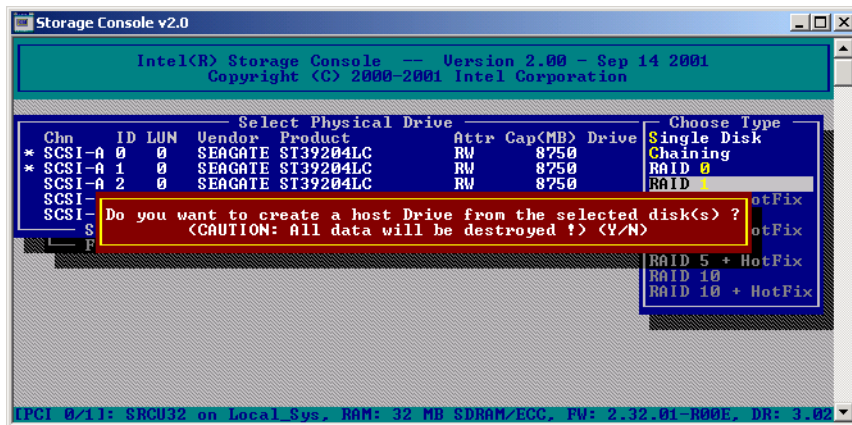 Storage Console v2.0
Intel(R) Storage Console -- Version 2.00 - Sep 14 2001
Copyright (C) 2000-2001 Intel Corporation
Select Physical Drive
Chn ID LUN Vendor Product Attr Cap(MB) Drive
* SCSI-A 0 0 SEAGATE ST39204LC RW 8750
* SCSI-A 1 0 SEAGATE ST39204LC RW 8750
SCSI-A 2 0 SEAGATE ST39204LC RW 8750
SCSI-
SCSI-
S
F
Choose Type
Single Disk
Chaining
RAID 0
RAID 1
otFix
otFix
RAID 5 + HotFix
RAID 10
RAID 10 + HotFix
Do you want to create a host Drive from the selected disk(s) ?
(CAUTION: All data will be destroyed !) (Y/N)
[PCI 0/1]: SRCU32 on Local_Sys, RAM: 32 MB SDRAM/ECC, FW: 2.32.01-R00E, DR: 3.02